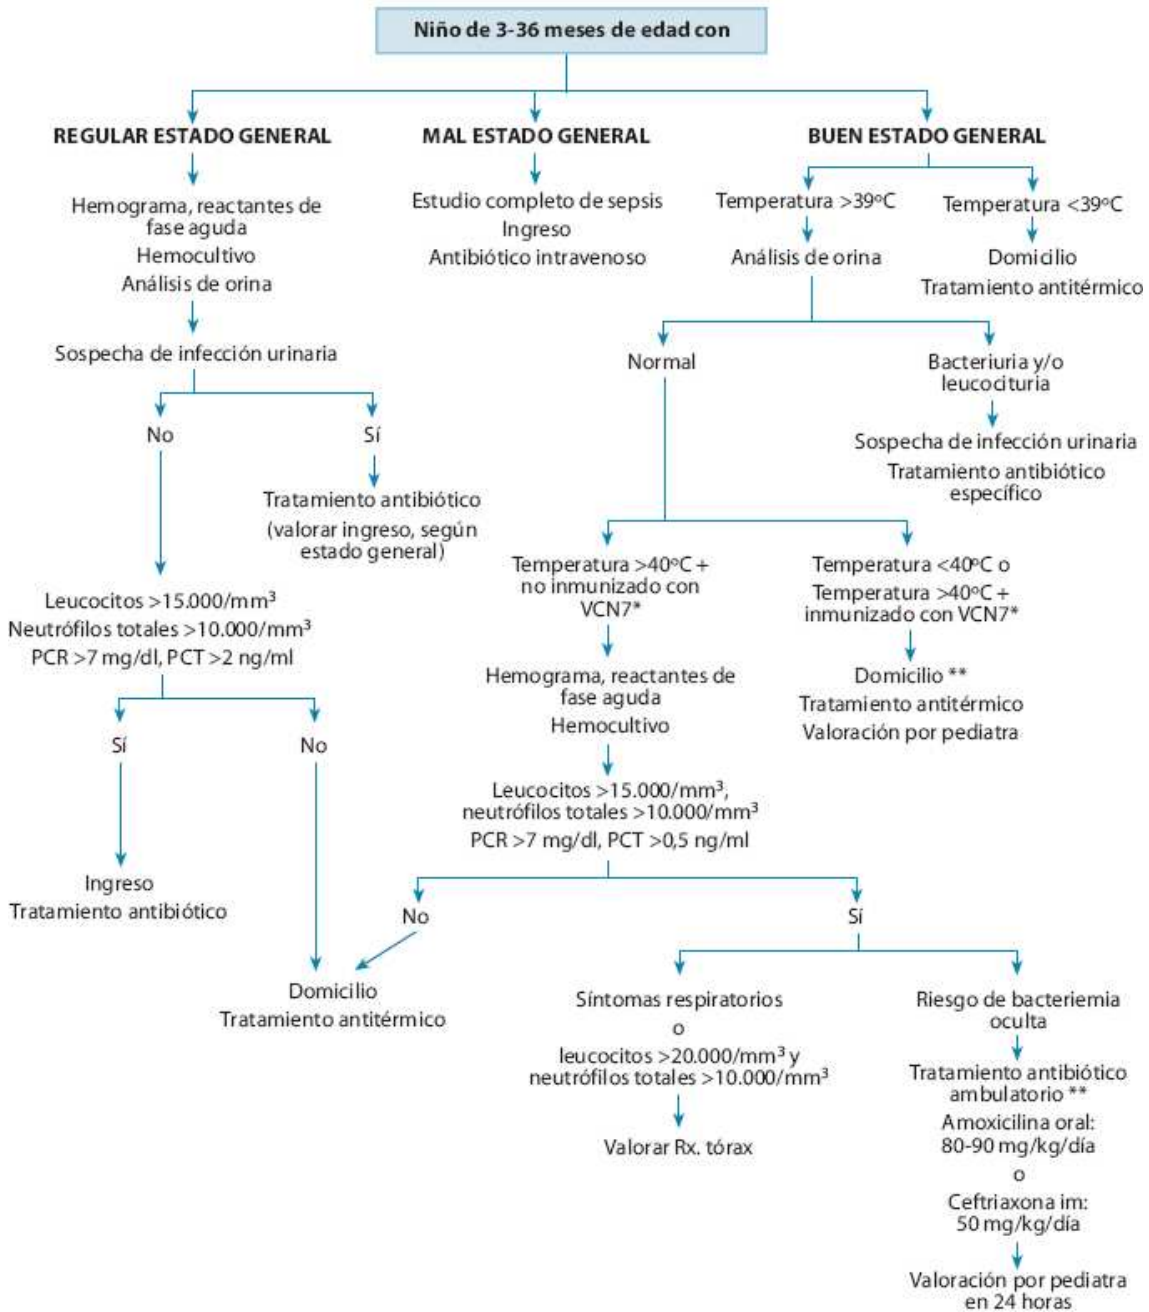 Niño de 3-36 meses de edad con
REGULAR ESTADO GENERAL
Hemograma, reactantes de
fase aguda
Hemocultivo
Análisis de orina
Sospecha de infección urinaria
No
Sí
Tratamiento antibiótico
(valorar ingreso, según
estado general)
Leucocitos >15.000/mm³
Neutrófilos totales >10.000/mm³
PCR >7 mg/dl, PCT >2 ng/ml
Sí
No
Ingreso
Tratamiento antibiótico
Domicilio
Tratamiento antitérmico
MAL ESTADO GENERAL
Estudio completo de sepsis
Ingreso
Antibiótico intravenoso
BUEN ESTADO GENERAL
Temperatura >39ºC
Análisis de orina
Temperatura <39ºC
Domicilio
Tratamiento antitérmico
Normal
Bacteriuria y/o
leucocituria
Sospecha de infección urinaria
Tratamiento antibiótico
específico
Temperatura >40ºC +
no inmunizado con
VCN7*
Hemograma, reactantes de
fase aguda
Hemocultivo
Temperatura <40ºC o
Temperatura >40ºC +
inmunizado con VCN7*
Domicilio **
Tratamiento antitérmico
Valoración por pediatra
Leucocitos >15.000/mm³,
neutrófilos totales >10.000/mm³
PCR >7 mg/dl, PCT >0,5 ng/ml
No
Sí
Síntomas respiratorios
o
leucocitos >20.000/mm³ y
neutrófilos totales >10.000/mm³
Valorar Rx. tórax
Riesgo de bacteriemia
oculta
Tratamiento antibiótico
ambulatorio **
Amoxicilina oral:
80-90 mg/kg/día
o
Ceftriaxona im:
50 mg/kg/día
Valoración por pediatra
en 24 horas